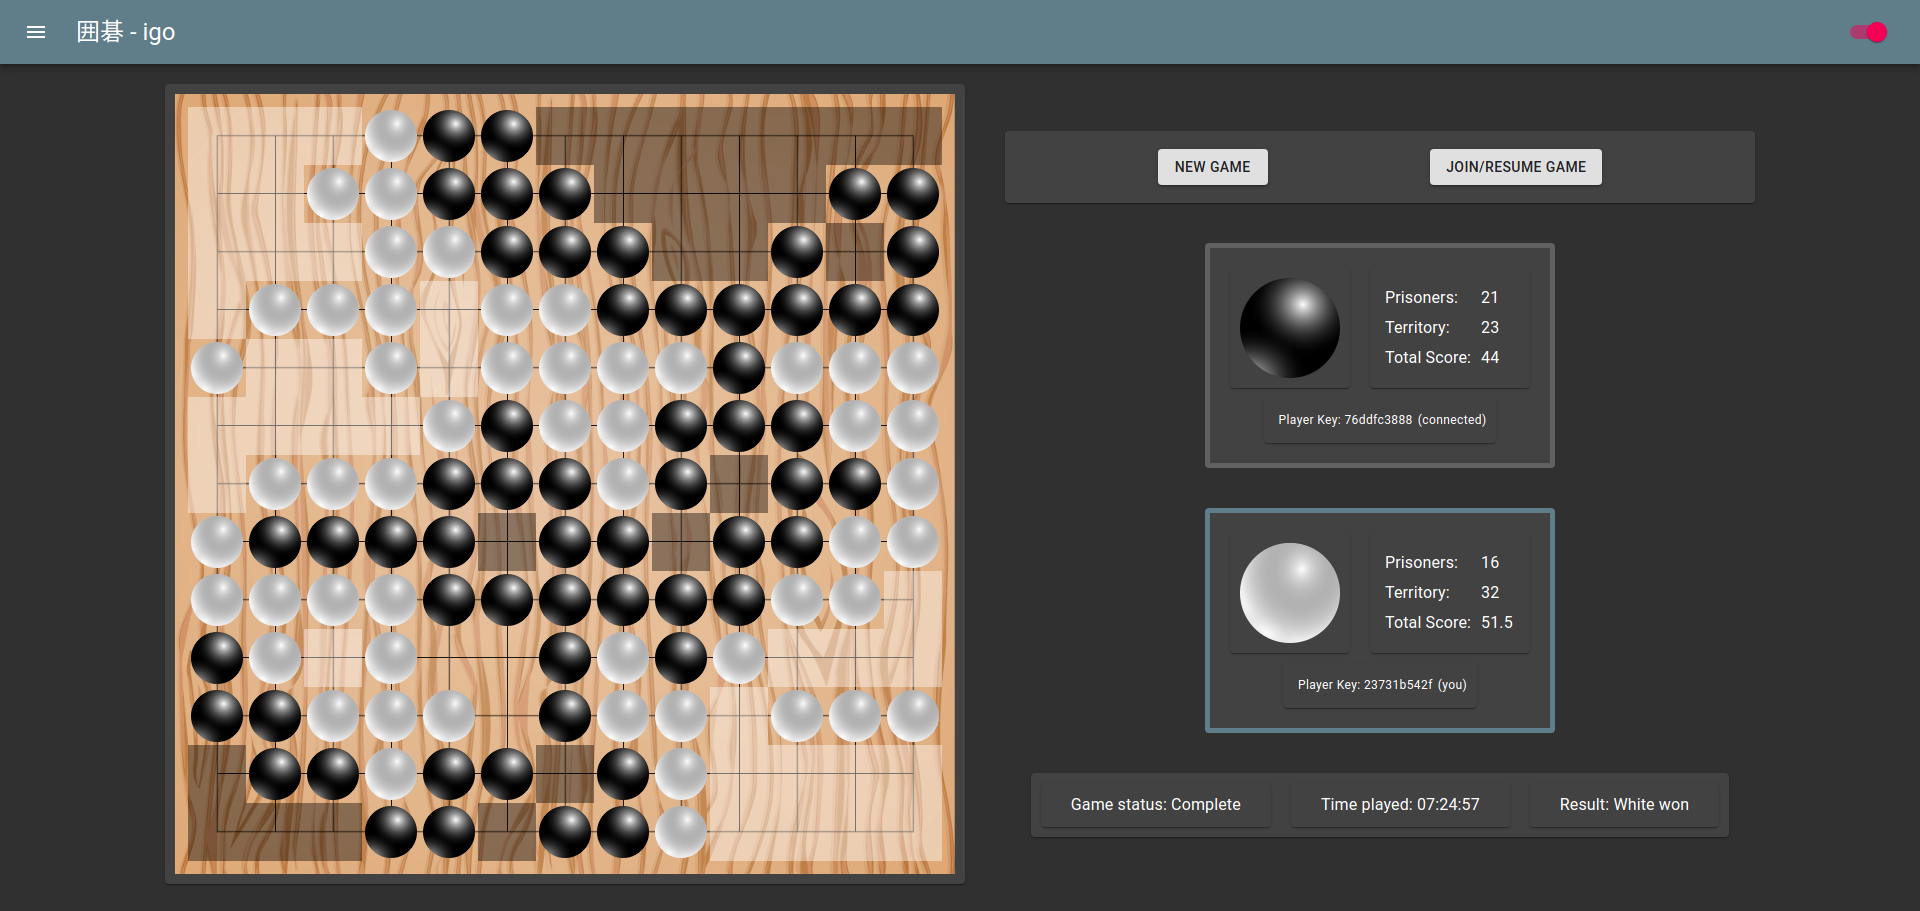 囲碁 - igo
NEW GAME
JOIN/RESUME GAME
Prisoners: 21
Territory: 23
Total Score: 44
Player Key: 76ddfc3888 (connected)
Prisoners: 16
Territory: 32
Total Score: 51.5
Player Key: 23731b542f (you)
Game status: Complete
Time played: 07:24:57
Result: White won